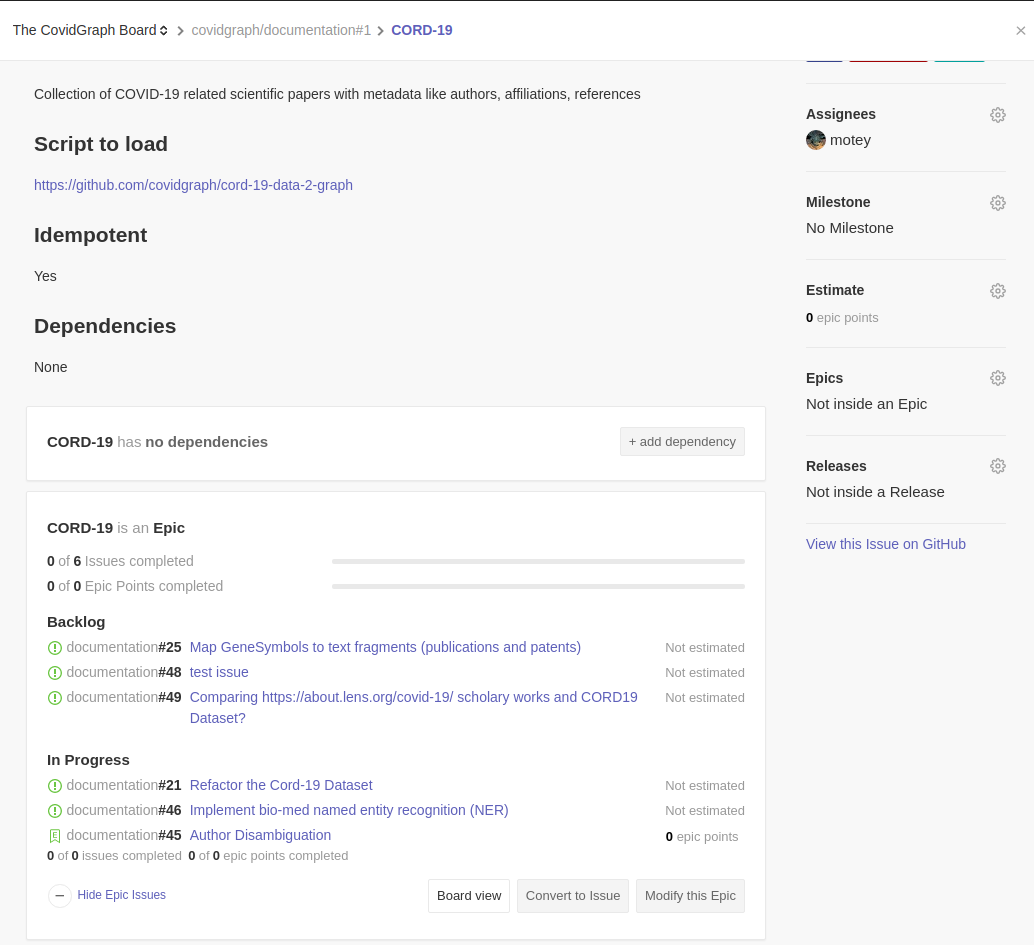 The CovidGraph Board > covidgraph/documentation#1 > CORD-19 ×
Collection of COVID-19 related scientific papers with metadata like authors, affiliations, references
Script to load
https://github.com/covidgraph/cord-19-data-2-graph
Idempotent
Yes
Dependencies
None
CORD-19 has no dependencies
+ add dependency
CORD-19 is an Epic
0 of 6 Issues completed
0 of 0 Epic Points completed
Backlog
documentation#25 Map GeneSymbols to text fragments (publications and patents) Not estimated
documentation#48 test issue Not estimated
documentation#49 Comparing https://about.lens.org/covid-19/ scholary works and CORD19 Not estimated
Dataset?
In Progress
documentation#21 Refactor the Cord-19 Dataset Not estimated
documentation#46 Implement bio-med named entity recognition (NER) Not estimated
E documentation#45 Author Disambiguation 0 epic points
0 of 0 issues completed 0 of 0 epic points completed
Hide Epic Issues
Board view Convert to Issue Modify this Epic
Assignees
motey
Milestone
No Milestone
Estimate
0 epic points
Epics
Not inside an Epic
Releases
Not inside a Release
View this Issue on GitHub